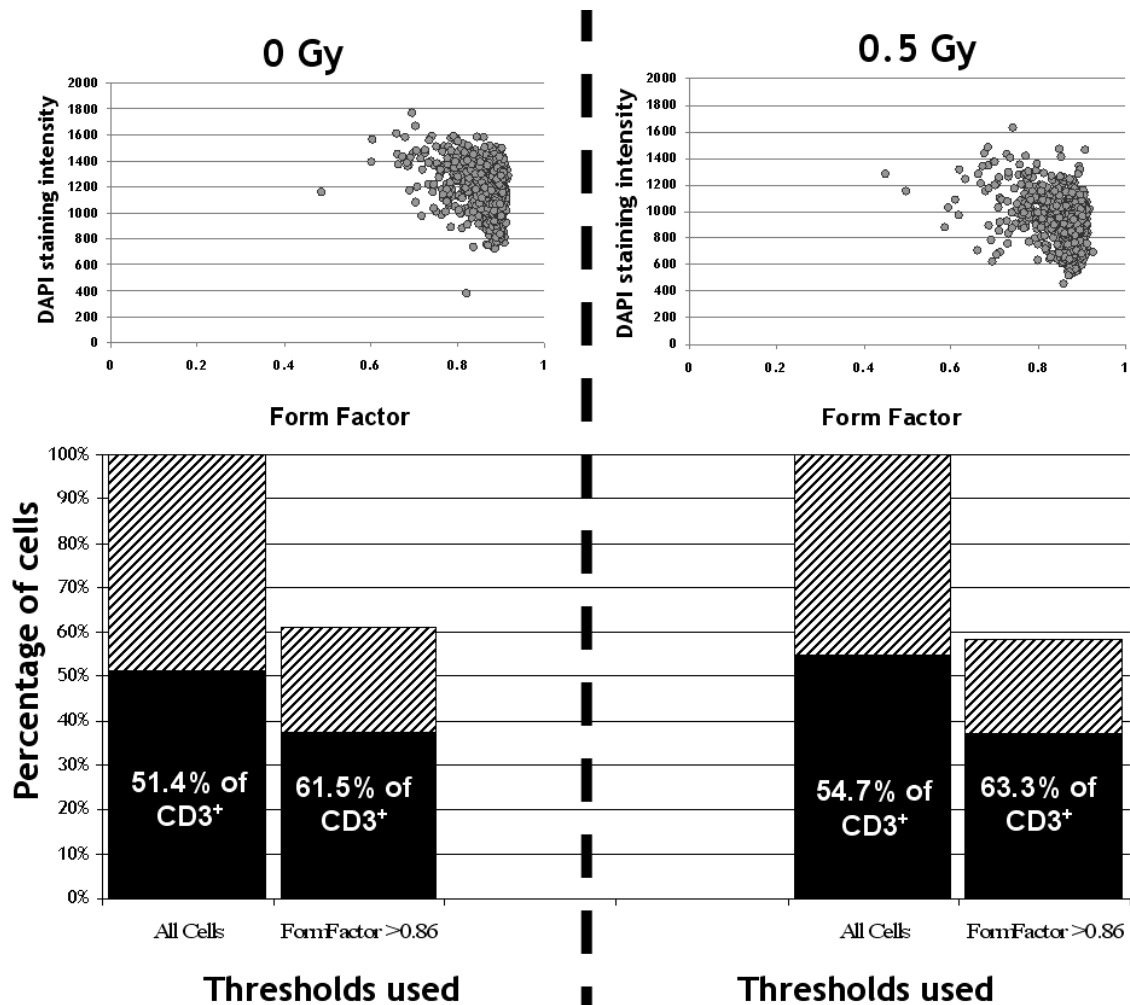 0 Gy
0.5 Gy
DAPI staining intensity
2000
1800
1600
1400
1200
1000
800
600
400
200
0
0
0.2
0.4
0.6
0.8
1
Form Factor
DAPI staining intensity
2000
1800
1600
1400
1200
1000
800
600
400
200
0
0
0.2
0.4
0.6
0.8
1
Form Factor
Percentage of cells
100%
90%
80%
70%
60%
50%
40%
30%
20%
10%
0%
51.4% of
CD3+
61.5% of
CD3+
54.7% of
CD3+
63.3% of
CD3+
All Cells
FormFactor >0.86
All Cells
FormFactor >0.86
Thresholds used
Thresholds used